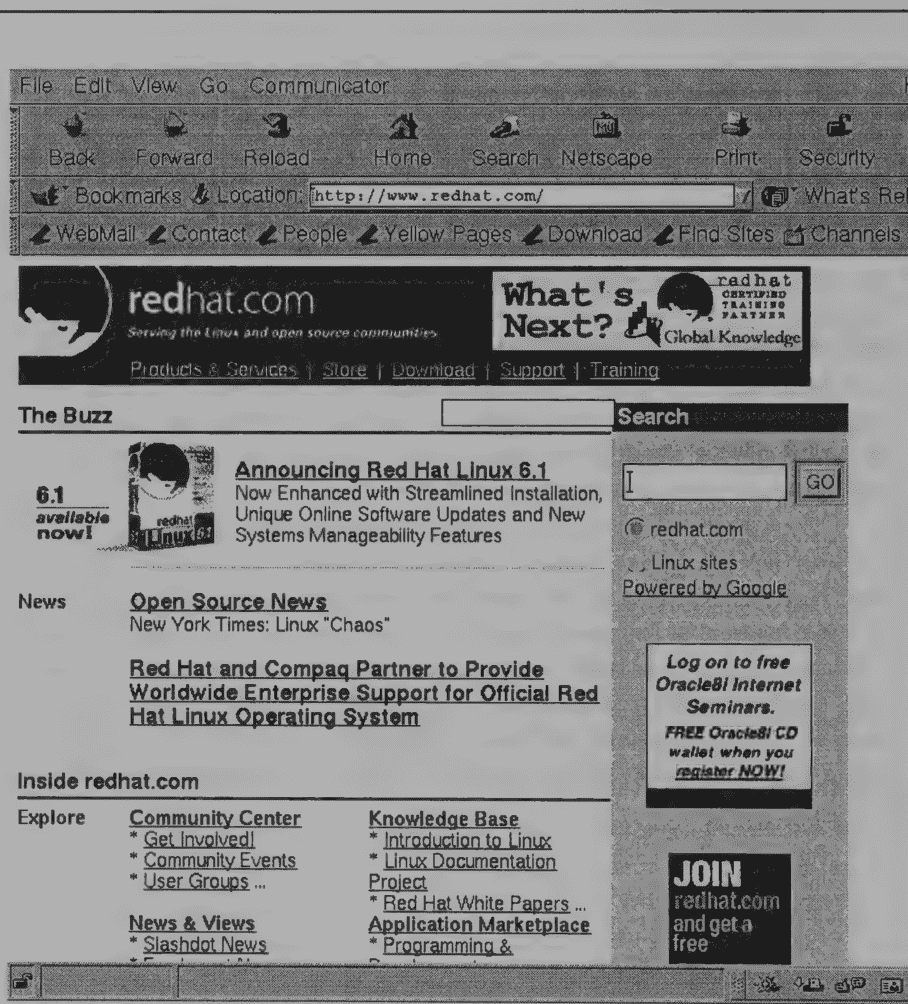 File Edit View Go Communicator
Back Forward Reload Home Search Netscape Print Security
Bookmarks Location: http://www.redhat.com/ What's Rel
WebMail Contact People Yellow Pages Download Find Sites Channels
redhat.com
Serving the Linux and open source communities
What's
Next?
redhat
CERTIFIED
TRAINING
PARTNER
Global Knowledge
Products & Services | Store | Download | Support | Training
The Buzz
6.1
available
now!
redhat
Linux 6.1
Announcing Red Hat Linux 6.1
Now Enhanced with Streamlined Installation,
Unique Online Software Updates and New
Systems Manageability Features
News
Open Source News
New York Times: Linux "Chaos"
Red Hat and Compaq Partner to Provide
Worldwide Enterprise Support for Official Red
Hat Linux Operating System
Inside redhat.com
Explore
Community Center
* Get Involved!
* Community Events
* User Groups ...
News & Views
* Slashdot News
Knowledge Base
* Introduction to Linux
* Linux Documentation
Project
* Red Hat White Papers ...
Application Marketplace
* Programming &
Search
GO
redhat.com
Linux sites
Powered by Google
Log on to free
Oracle8i Internet
Seminars.
FREE Oracle8i CD
wallet when you
register NOW!
JOIN
redhat.com
and get a
free